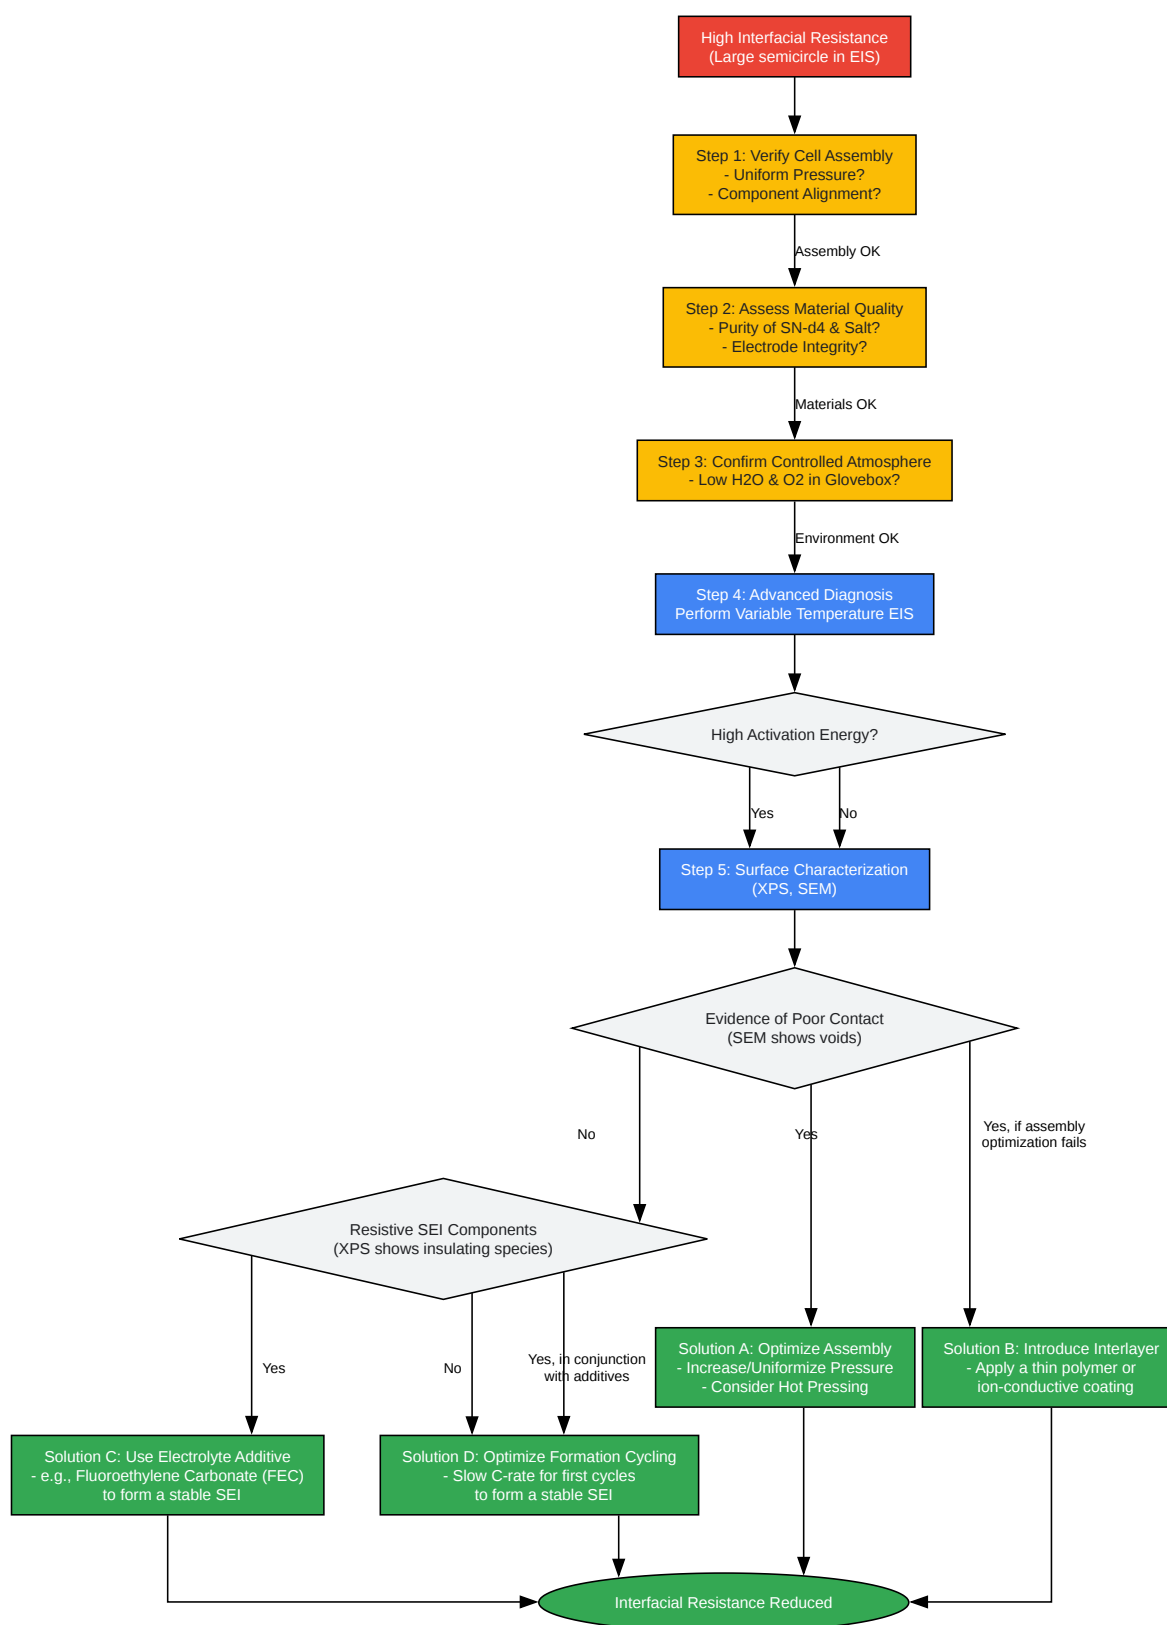 High Interfacial Resistance
(Large semicircle in EIS)
Step 1: Verify Cell Assembly
- Uniform Pressure?
- Component Alignment?
Assembly OK
Step 2: Assess Material Quality
- Purity of SN-d4 & Salt?
- Electrode Integrity?
Materials OK
Step 3: Confirm Controlled Atmosphere
- Low H2O & O2 in Glovebox?
Environment OK
Step 4: Advanced Diagnosis
Perform Variable Temperature EIS
High Activation Energy?
Yes
No
Step 5: Surface Characterization
(XPS, SEM)
Evidence of Poor Contact
(SEM shows voids)
No
Yes
Yes, if assembly
optimization fails
Resistive SEI Components
(XPS shows insulating species)
Yes
No
Yes, in conjunction
with additives
Solution A: Optimize Assembly
- Increase/Uniformize Pressure
- Consider Hot Pressing
Solution B: Introduce Interlayer
- Apply a thin polymer or
ion-conductive coating
Solution C: Use Electrolyte Additive
- e.g., Fluoroethylene Carbonate (FEC)
to form a stable SEI
Solution D: Optimize Formation Cycling
- Slow C-rate for first cycles
to form a stable SEI
Interfacial Resistance Reduced